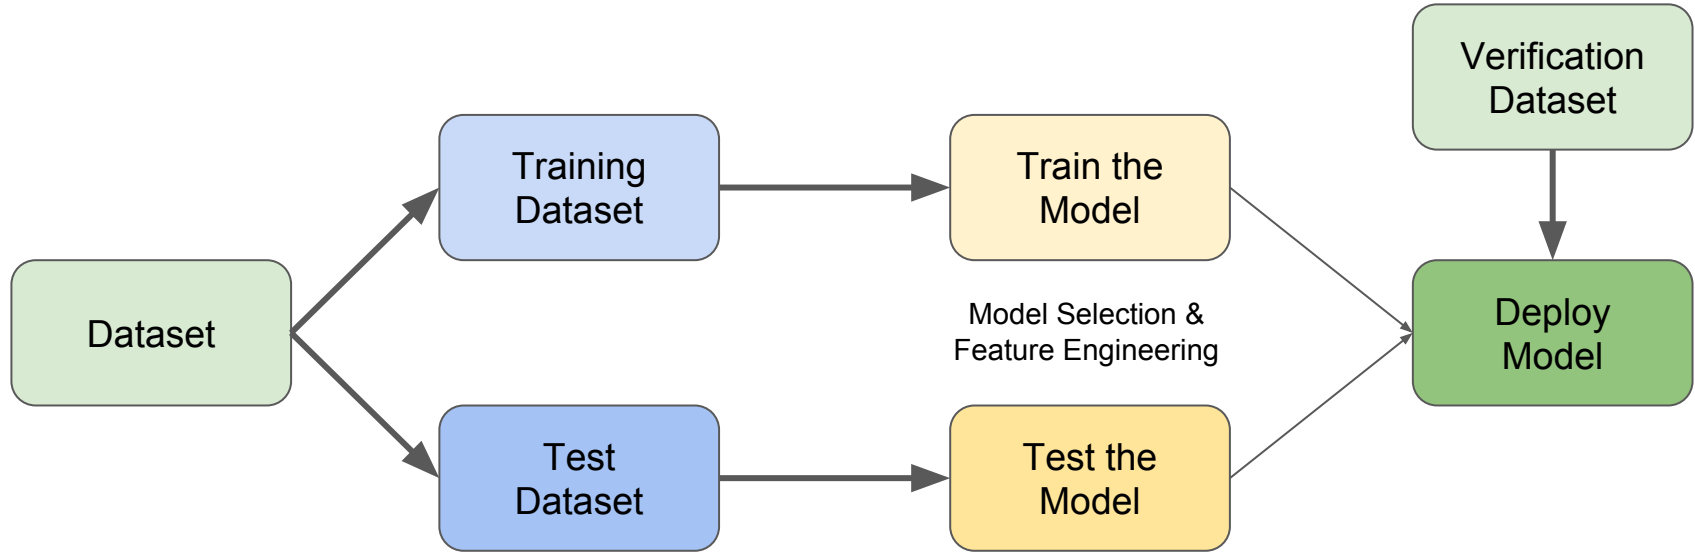 Verification
Dataset
Training
Dataset
Train the
Model
Dataset
Model Selection &
Feature Engineering
Deploy
Model
Test
Dataset
Test the
Model